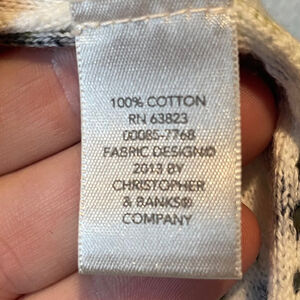 100% COTTON
RN 63823
00085-7768
FABRIC DESIGN©
2013 BY
CHRISTOPHER
& BANKS®
COMPANY